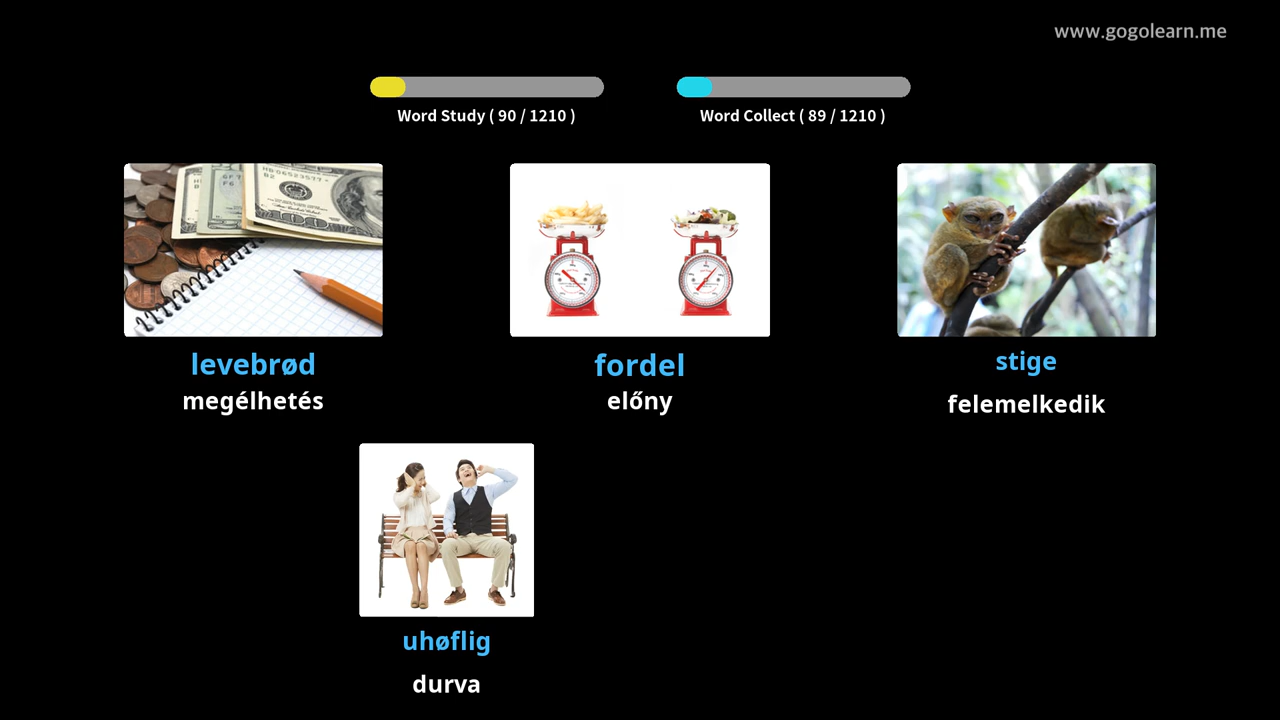 www.gogolearn.me
Word Study ( 90 / 1210 )
Word Collect ( 89 / 1210 )
levebrød
megélhetés
fordel
előny
stige
felemelkedik
uhøflig
durva